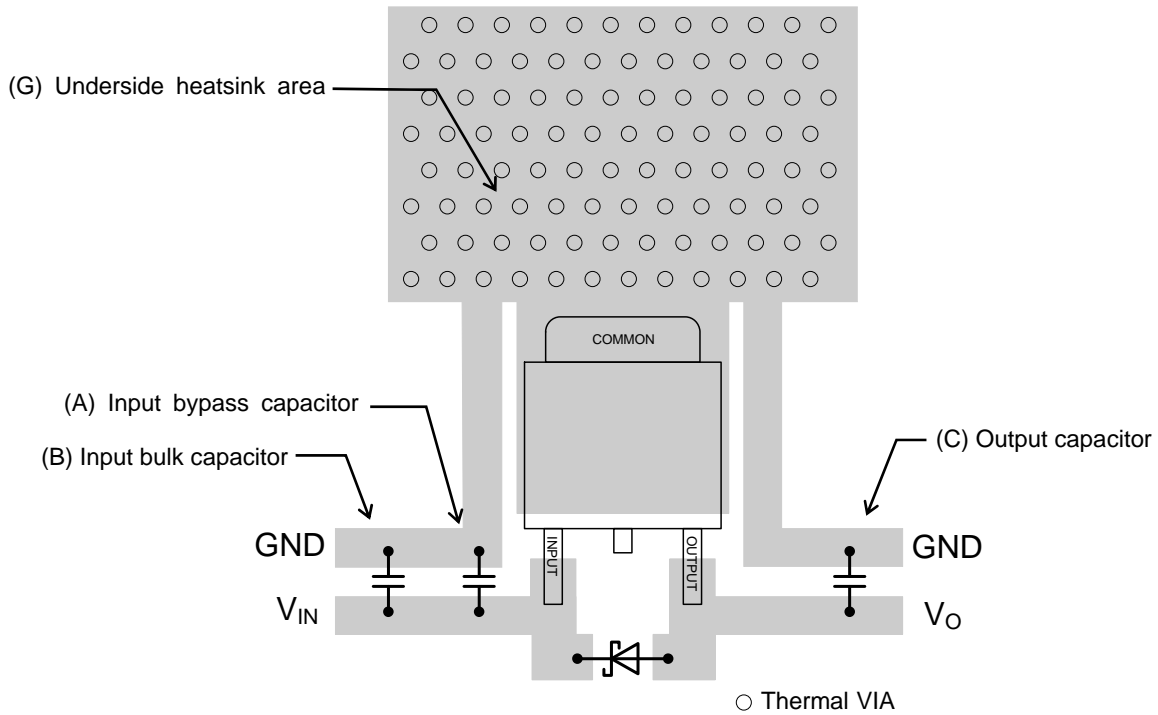 (G) Underside heatsink area
COMMON
(A) Input bypass capacitor
(B) Input bulk capacitor
(C) Output capacitor
GND
INPUT
OUTPUT
GND
VIN
VO
Thermal VIA